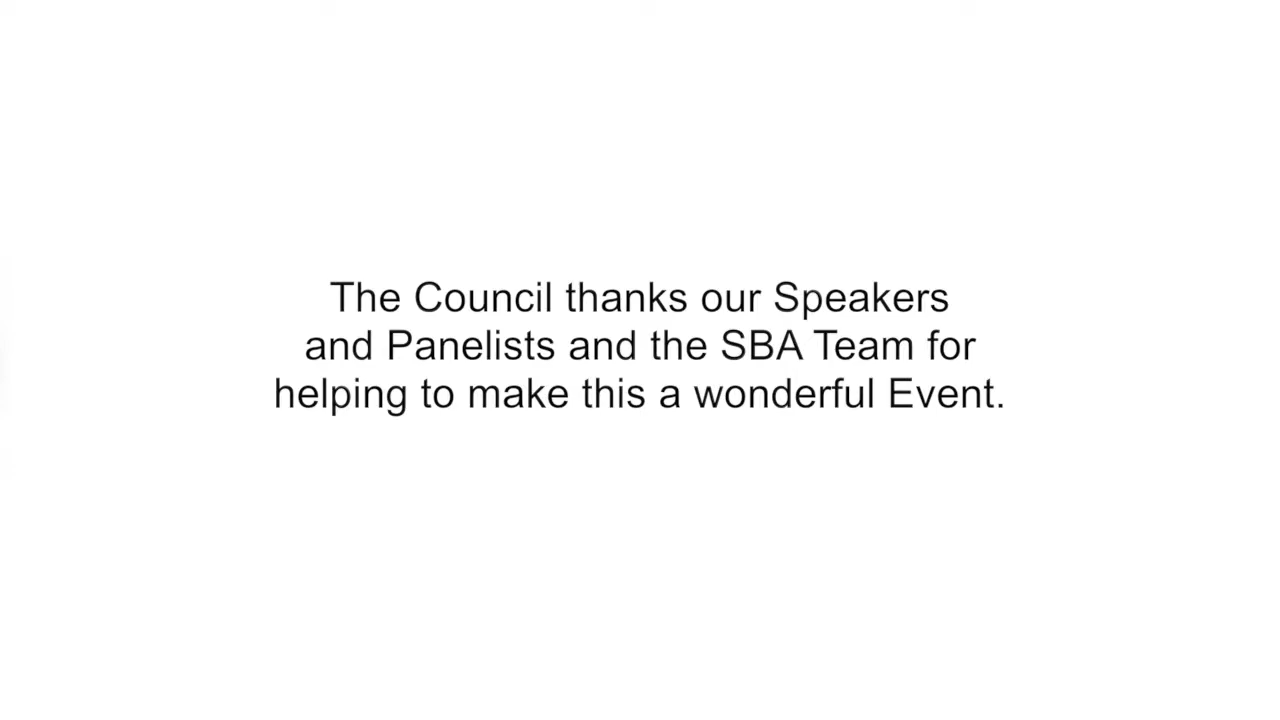 The Council thanks our Speakers
and Panelists and the SBA Team for
helping to make this a wonderful Event.